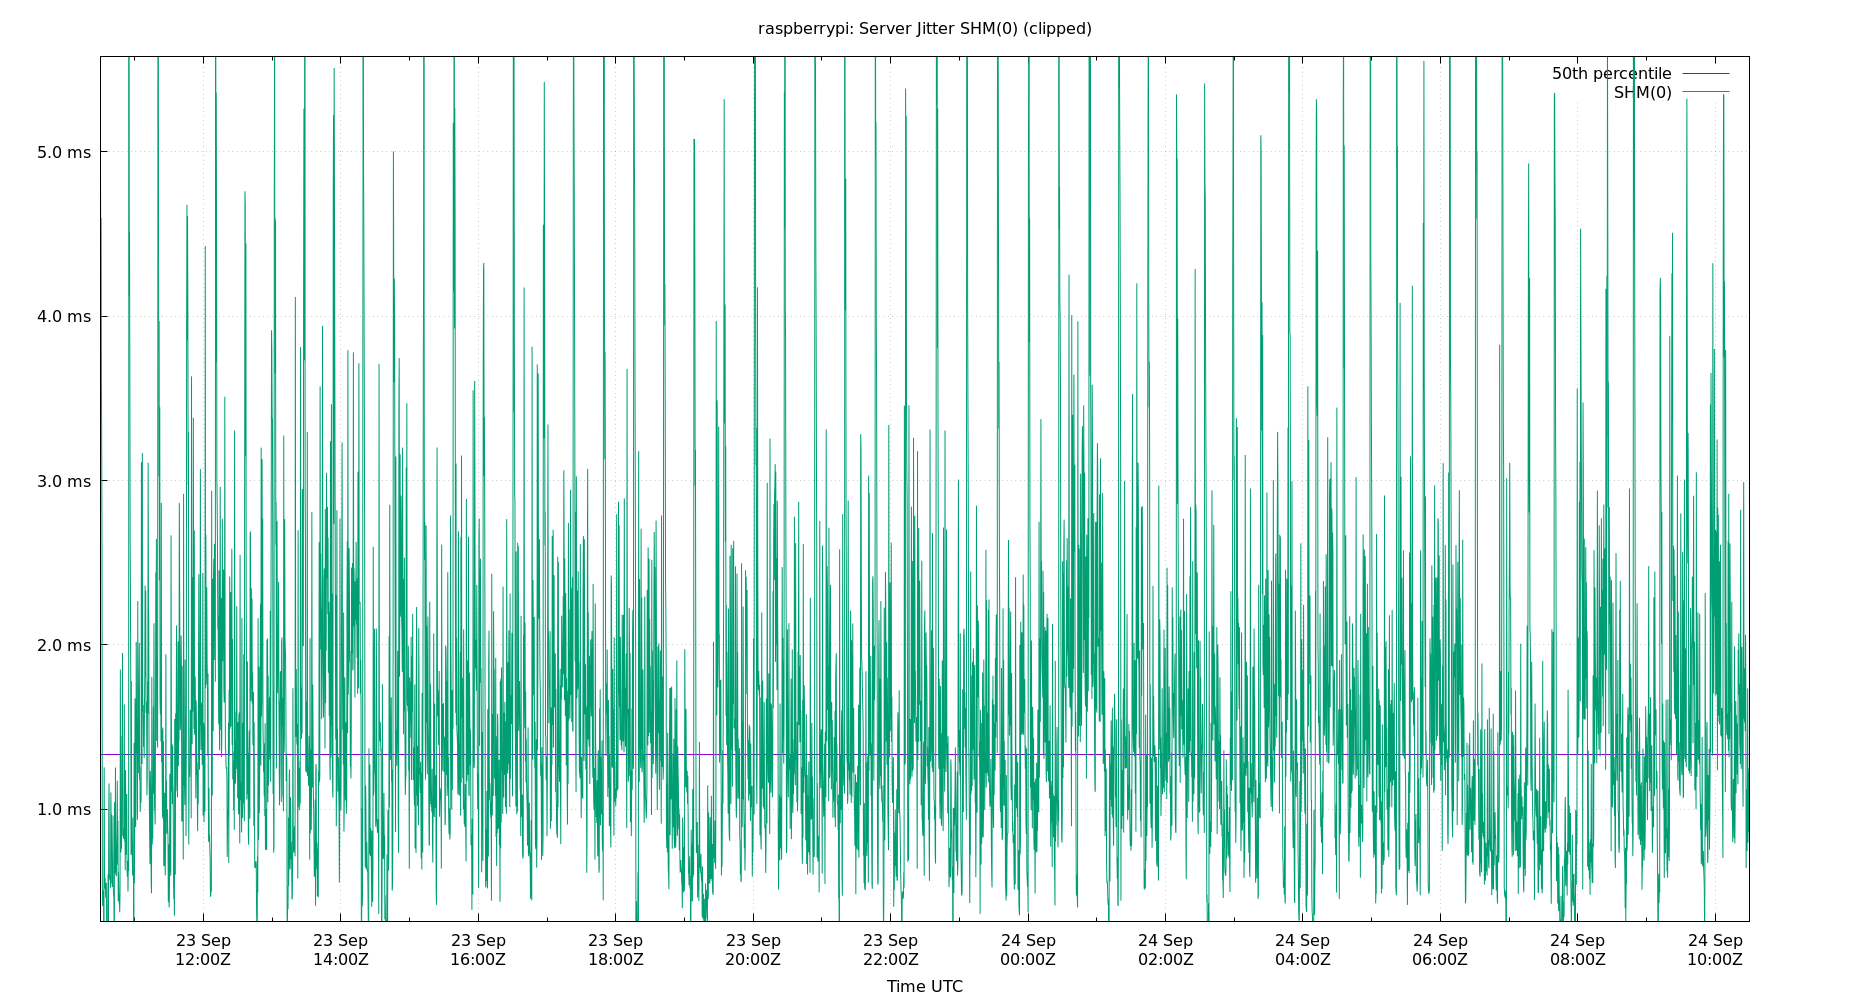 raspberrypi: Server Jitter SHM(0) (clipped)
50th percentile
SHM(0)
5.0 ms
4.0 ms
3.0 ms
2.0 ms
1.0 ms
23 Sep 23 Sep 23 Sep 23 Sep 23 Sep 23 Sep 24 Sep 24 Sep 24 Sep 24 Sep 24 Sep 24 Sep
12:00Z 14:00Z 16:00Z 18:00Z 20:00Z 22:00Z 00:00Z 02:00Z 04:00Z 06:00Z 08:00Z 10:00Z
Time UTC